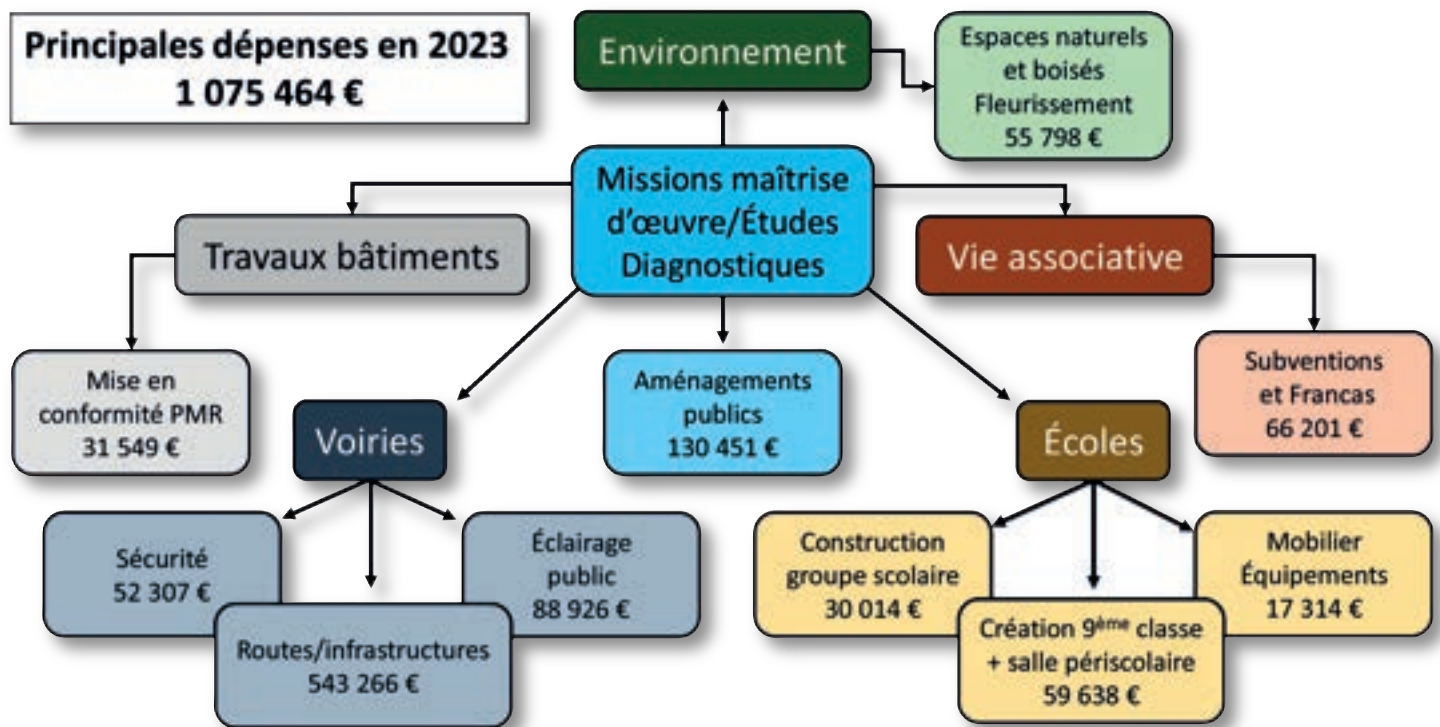 Principales dépenses en 2023
1 075 464 €
Environnement
Espaces naturels
et boisés
Fleurissement
55 798 €
Missions maîtrise
d'œuvre/Études
Diagnostiques
Travaux bâtiments
Vie associative
Mise en
conformité PMR
31 549 €
Voiries
Aménagements
publics
130 451 €
Écoles
Subventions
et Francas
66 201 €
Sécurité
52 307 €
Éclairage
public
88 926 €
Routes/infrastructures
543 266 €
Construction
groupe scolaire
30 014 €
Création 9ème classe
+ salle périscolaire
59 638 €
Mobilier
Équipements
17 314 €